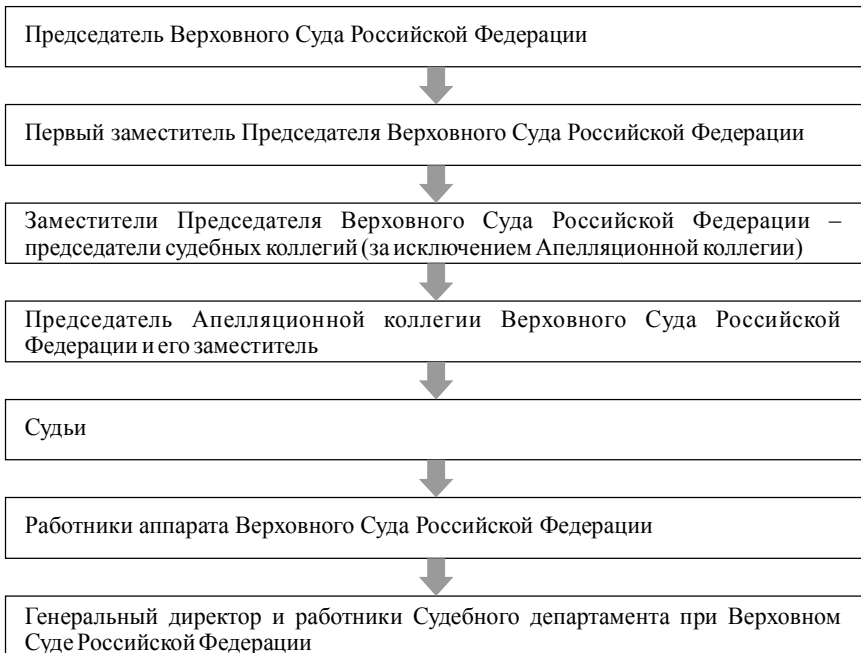 Председатель Верховного Суда Российской Федерации
Первый заместитель Председателя Верховного Суда Российской Федерации
Заместители Председателя Верховного Суда Российской Федерации –
председатели судебных коллегий (за исключением Апелляционной коллегии)
Председатель Апелляционной коллегии Верховного Суда Российской
Федерации и его заместитель
Судьи
Работники аппарата Верховного Суда Российской Федерации
Генеральный директор и работники Судебного департамента при Верховном
Суде Российской Федерации